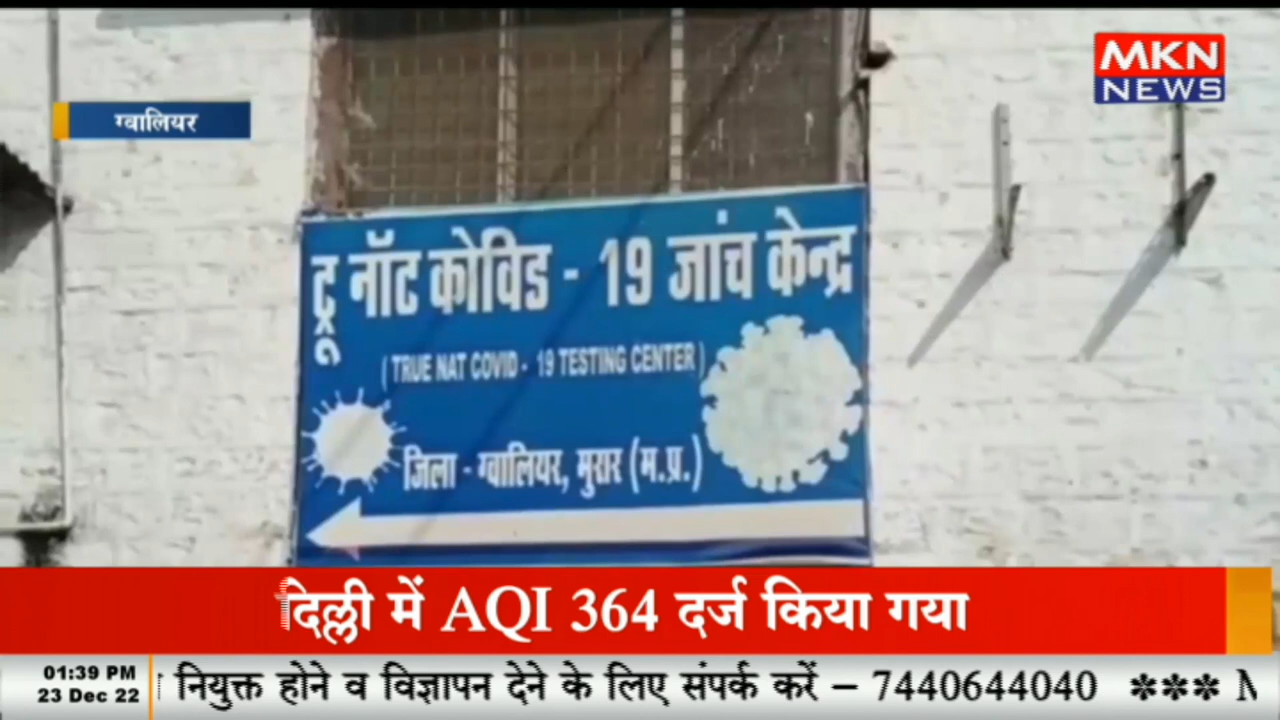 MKN
NEWS
ग्वालियर
ट्रू नॉट कोविड - 19 जांच केन्द्र
( TRUE NAT COVID - 19 TESTING CENTER )
जिला - ग्वालियर, मुरार (म.प्र.)
दिल्ली में AQI 364 दर्ज किया गया
01:39 PM
23 Dec 22
नियुक्त होने व विज्ञापन देने के लिए संपर्क करें – 7440644040 ***